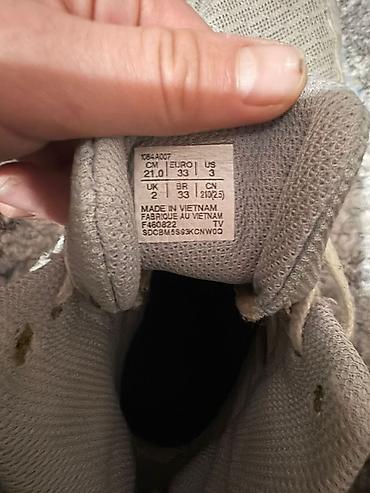 1084A007
CM EURO US
21.0 33 3
UK BR CN
2 33 210(2.5)
MADE IN VIETNAM
FABRIQUE AU VIETNAM
F460822 TV
SDCBM5S93KCNW0Q